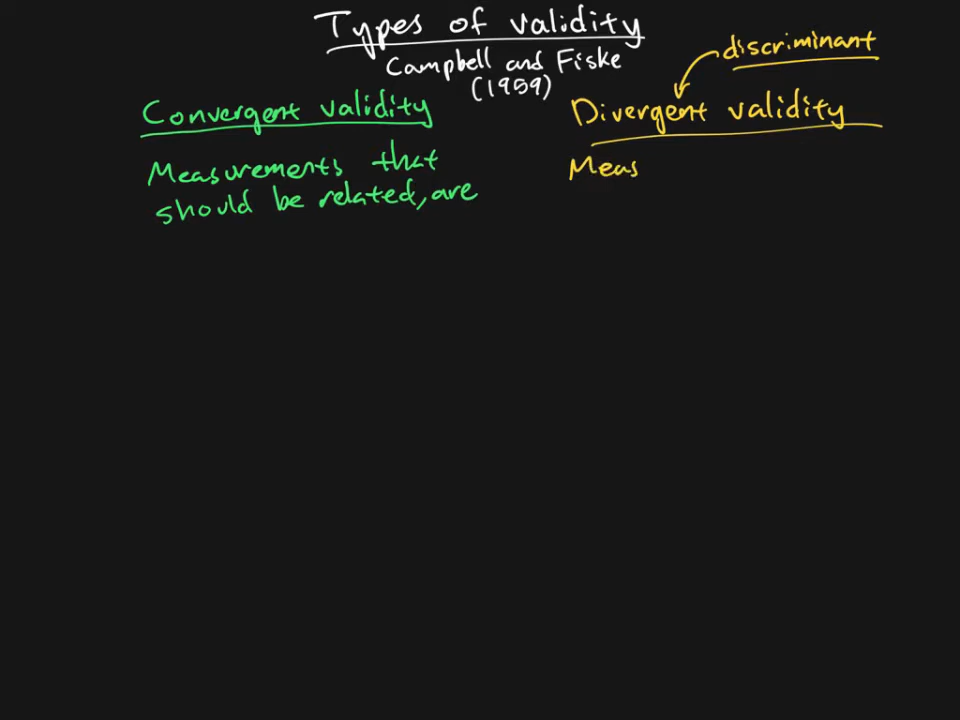 Types of validity
Campbell and Fiske
(1959)
discriminant
Convergent validity
Divergent validity
Measurements that
should be related, are
Meas